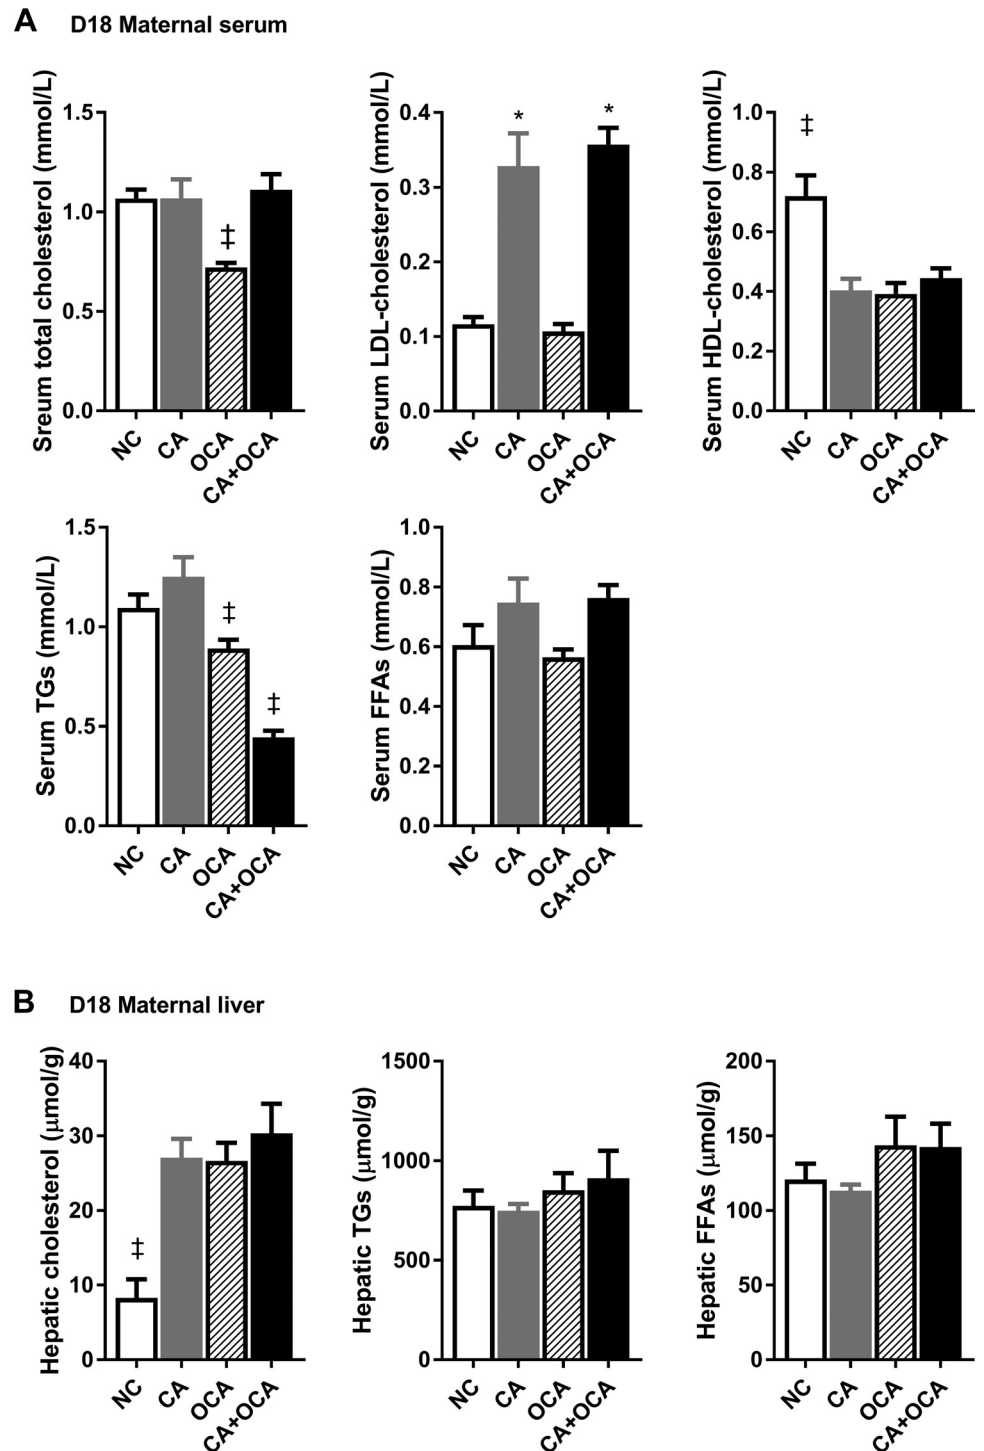 A D18 Maternal serum
Sreum total cholesterol (mmol/L)
1.5
1.0
0.5
0.0
‡
NC
CA
OCA
CA+OCA
Serum LDL-cholesterol (mmol/L)
0.4
0.3
0.2
0.1
0.0
*
*
NC
CA
OCA
CA+OCA
Serum HDL-cholesterol (mmol/L)
1.0
0.8
0.6
0.4
0.2
0.0
‡
NC
CA
OCA
CA+OCA
Serum TGs (mmol/L)
1.5
1.0
0.5
0.0
‡
‡
NC
CA
OCA
CA+OCA
Serum FFAs (mmol/L)
1.0
0.8
0.6
0.4
0.2
0.0
NC
CA
OCA
CA+OCA
B D18 Maternal liver
Hepatic cholesterol (μmol/g)
40
30
20
10
0
‡
NC
CA
OCA
CA+OCA
Hepatic TGs (μmol/g)
1500
1000
500
0
NC
CA
OCA
CA+OCA
Hepatic FFAs (μmol/g)
200
150
100
50
0
NC
CA
OCA
CA+OCA